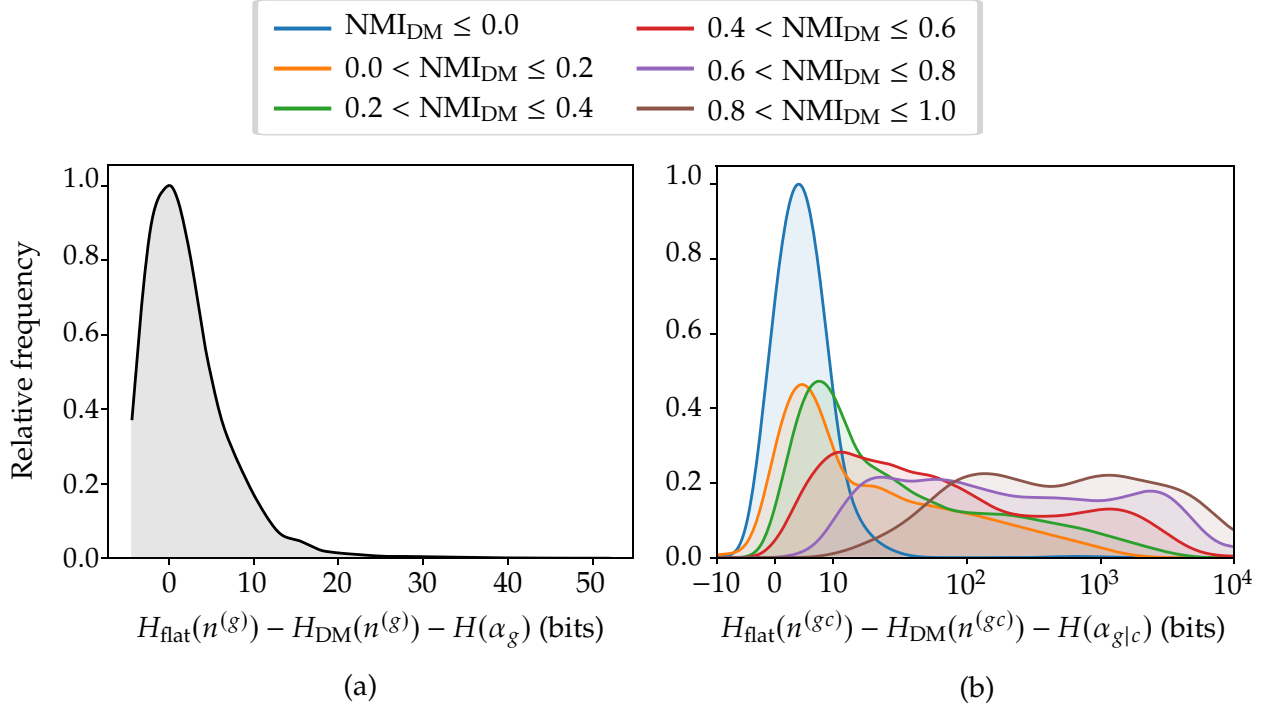 NMI_DM ≤ 0.0
0.0 < NMI_DM ≤ 0.2
0.2 < NMI_DM ≤ 0.4
0.4 < NMI_DM ≤ 0.6
0.6 < NMI_DM ≤ 0.8
0.8 < NMI_DM ≤ 1.0
Relative frequency
1.0
0.8
0.6
0.4
0.2
0.0
0 10 20 30 40 50
H_flat(n^(g)) − H_DM(n^(g)) − H(α_g) (bits)
(a)
1.0
0.8
0.6
0.4
0.2
0.0
−10 0 10 10^2 10^3 10^4
H_flat(n^(gc)) − H_DM(n^(gc)) − H(α_g|c) (bits)
(b)